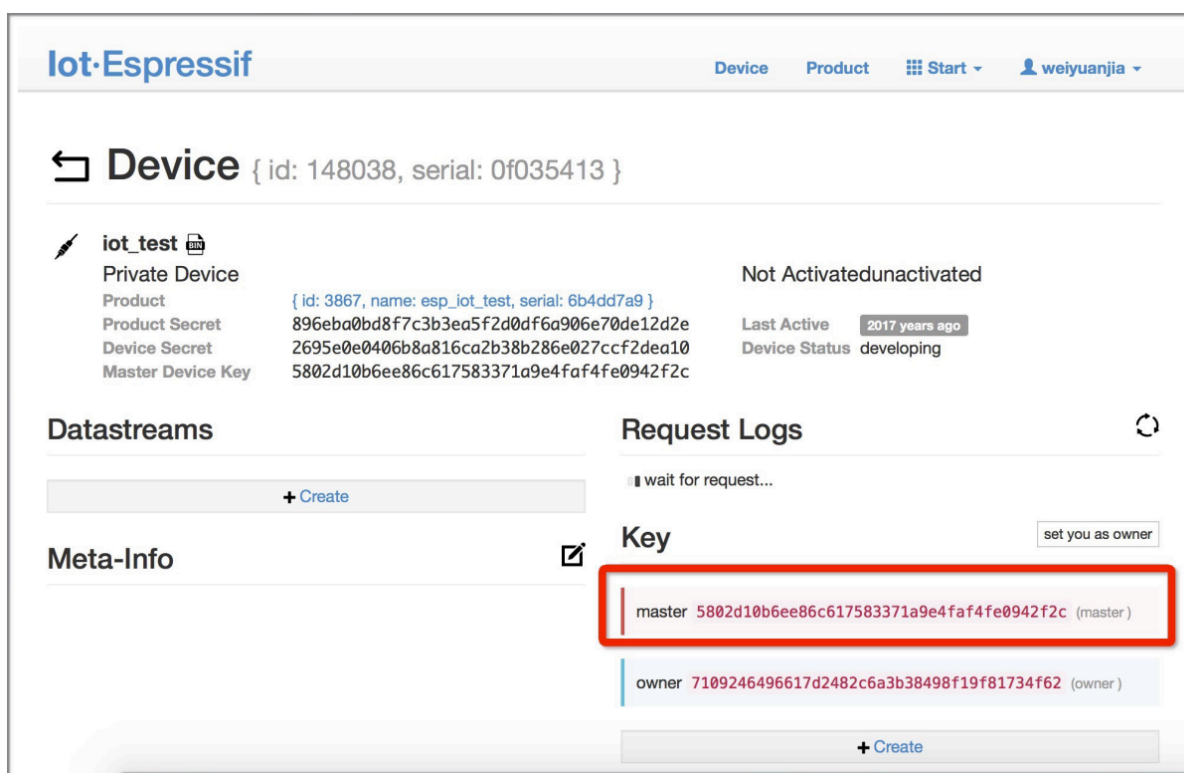 Iot·Espressif
Device Product Start weiyuanjia
Device { id: 148038, serial: 0f035413 }
iot_test BIN
Private Device
Not Activatedunactivated
Product { id: 3867, name: esp_iot_test, serial: 6b4dd7a9 }
Product Secret 896eba0bd8f7c3b3ea5f2d0df6a906e70de12d2e
Last Active 2017 years ago
Device Secret 2695e0e0406b8a816ca2b38b286e027ccf2dea10
Device Status developing
Master Device Key 5802d10b6ee86c617583371a9e4faf4fe0942f2c
Datastreams
+ Create
Meta-Info
Request Logs
wait for request...
Key
set you as owner
master 5802d10b6ee86c617583371a9e4faf4fe0942f2c (master )
owner 7109246496617d2482c6a3b38498f19f81734f62 (owner )
+ Create